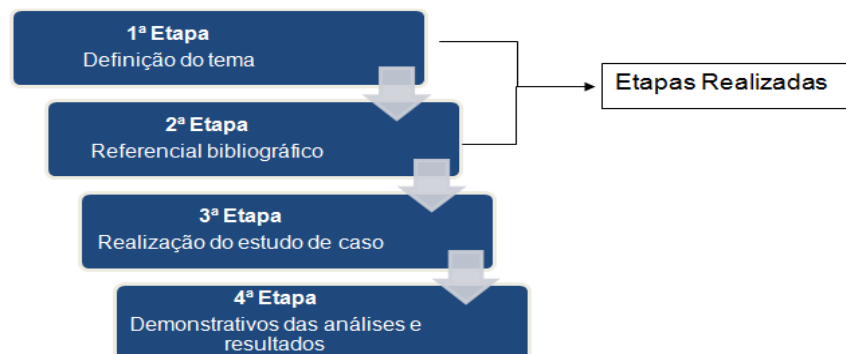 1ª Etapa
Definição do tema
Etapas Realizadas
2ª Etapa
Referencial bibliográfico
3ª Etapa
Realização do estudo de caso
4ª Etapa
Demonstrativos das análises e
resultados